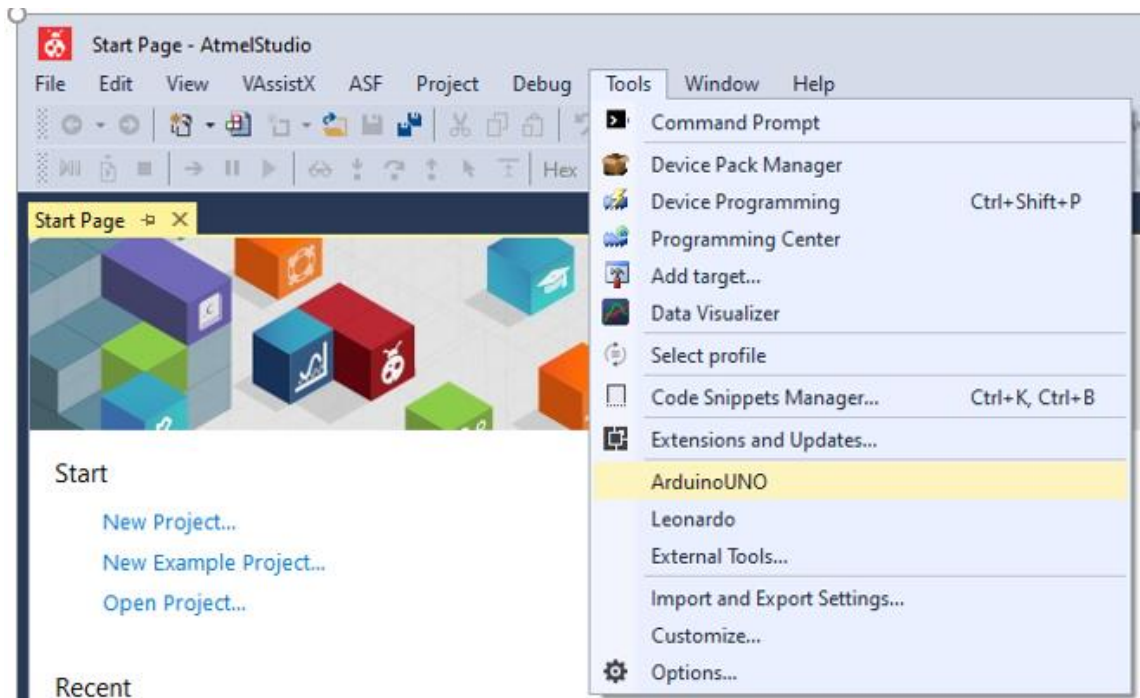 Start Page - AtmelStudio
File Edit View VAssistX ASF Project Debug Tools Window Help
Hex
Start Page
Command Prompt
Device Pack Manager
Device Programming Ctrl+Shift+P
Programming Center
Add target...
Data Visualizer
Select profile
Code Snippets Manager... Ctrl+K, Ctrl+B
Extensions and Updates...
ArduinoUNO
Leonardo
External Tools...
Import and Export Settings...
Customize...
Options...
Start
New Project...
New Example Project...
Open Project...
Recent